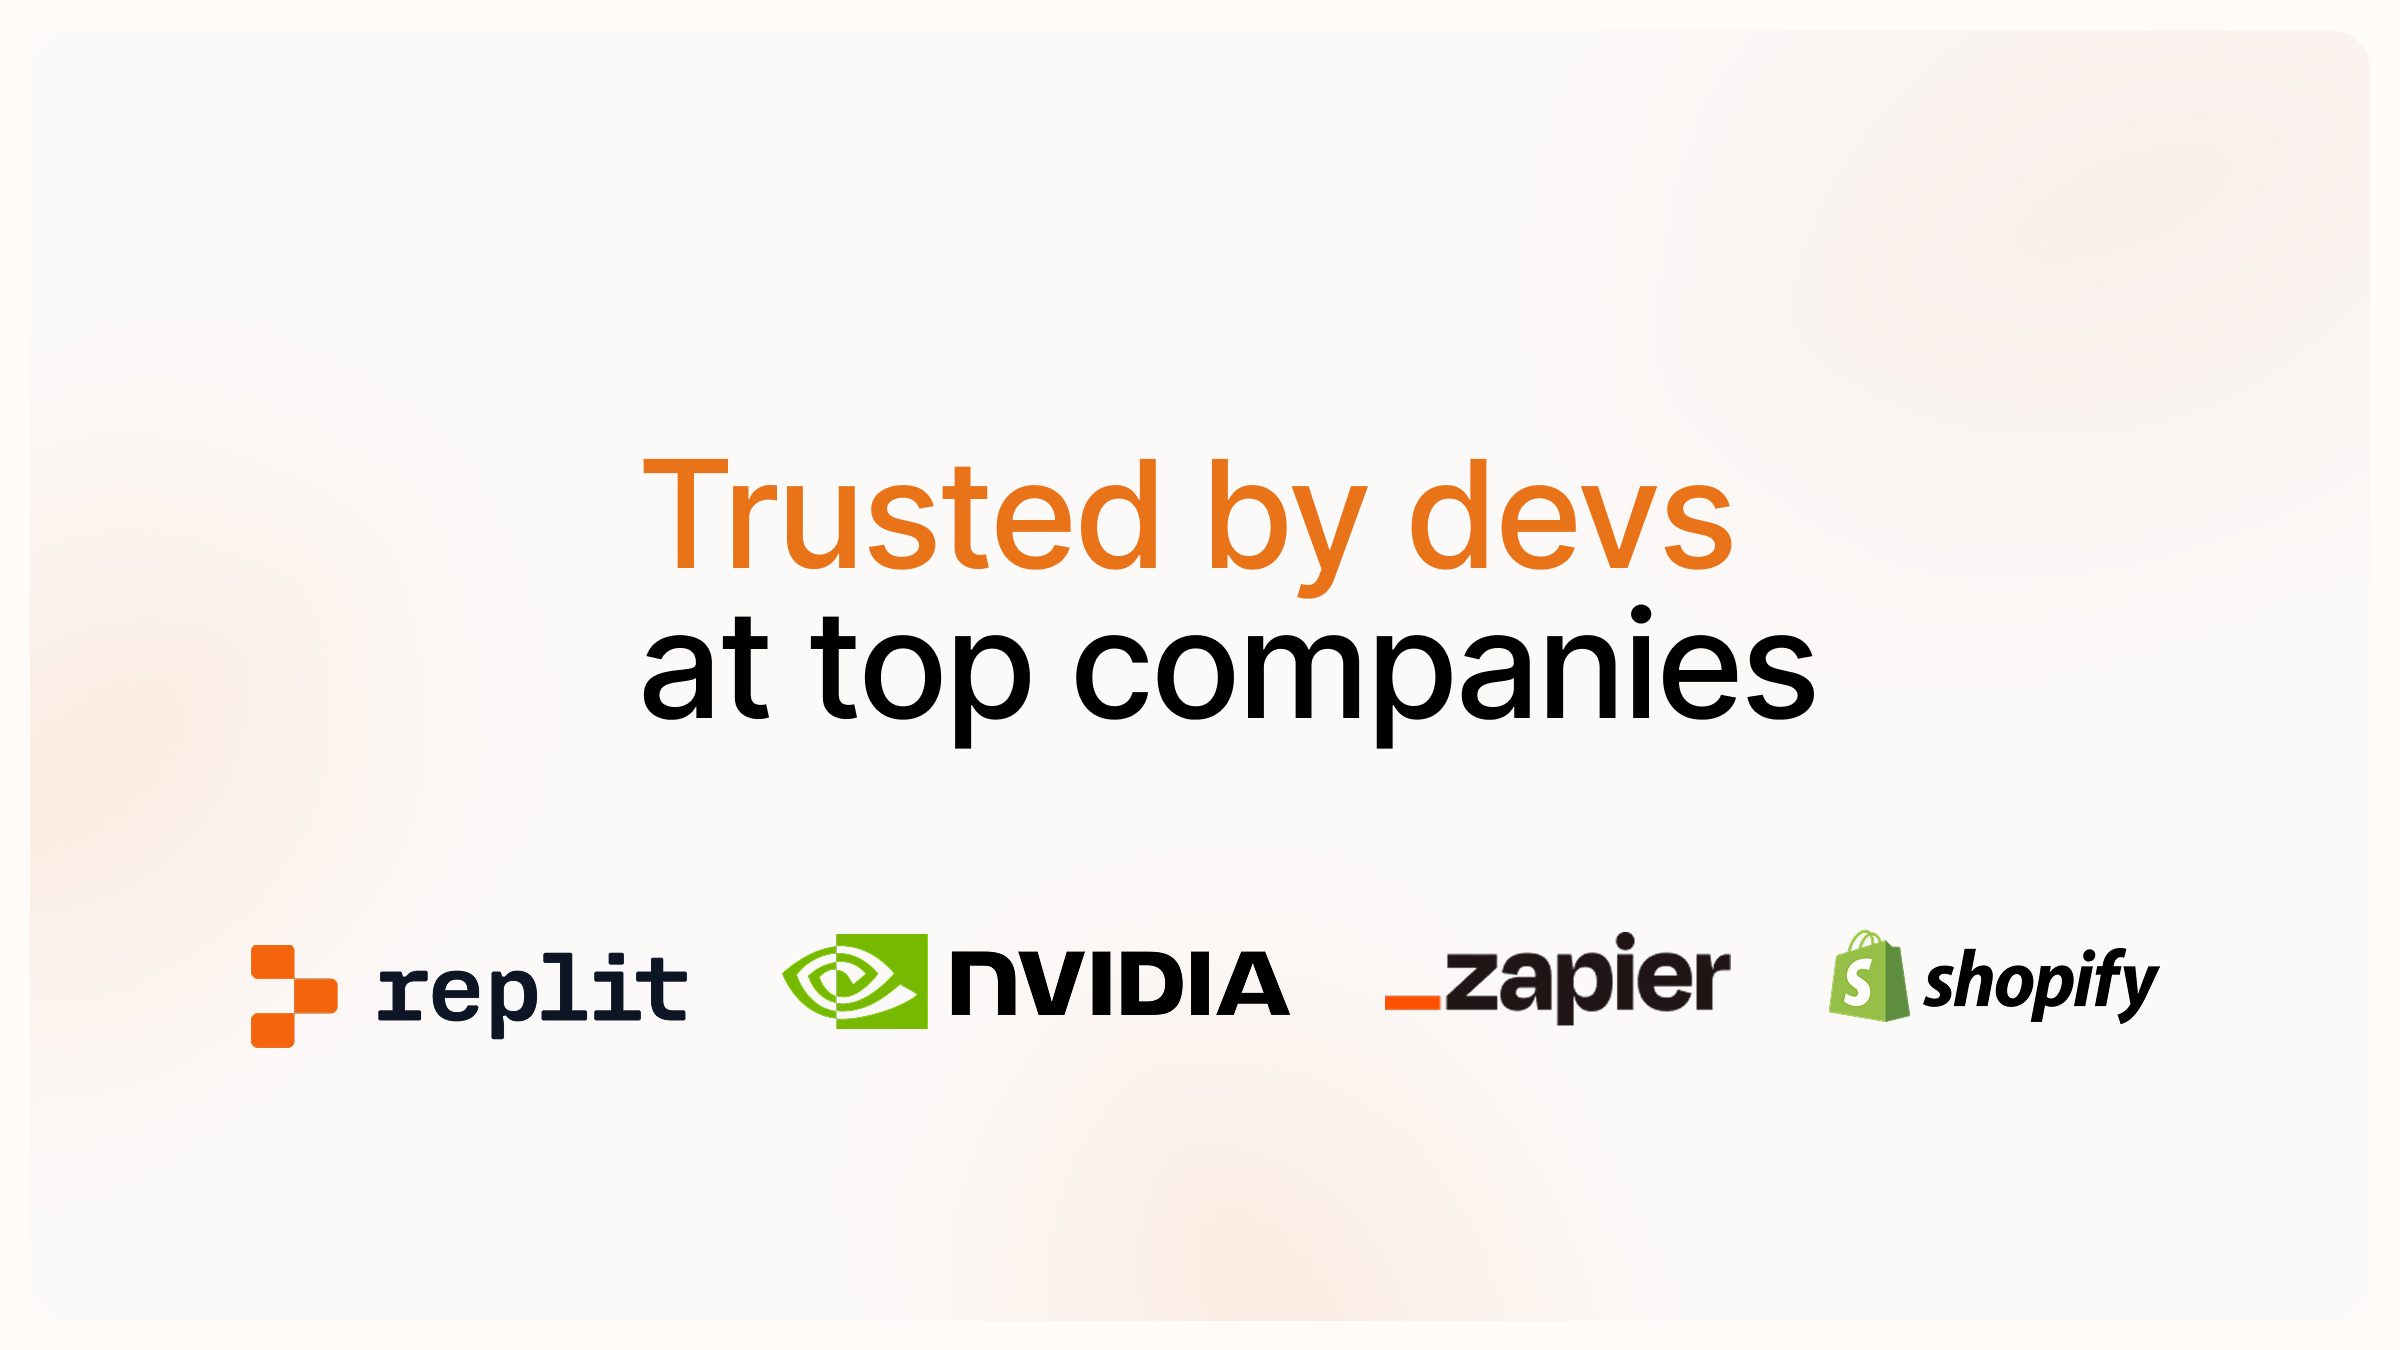 Trusted by devs
at top companies
replit
NVIDIA
zapier
S shopify